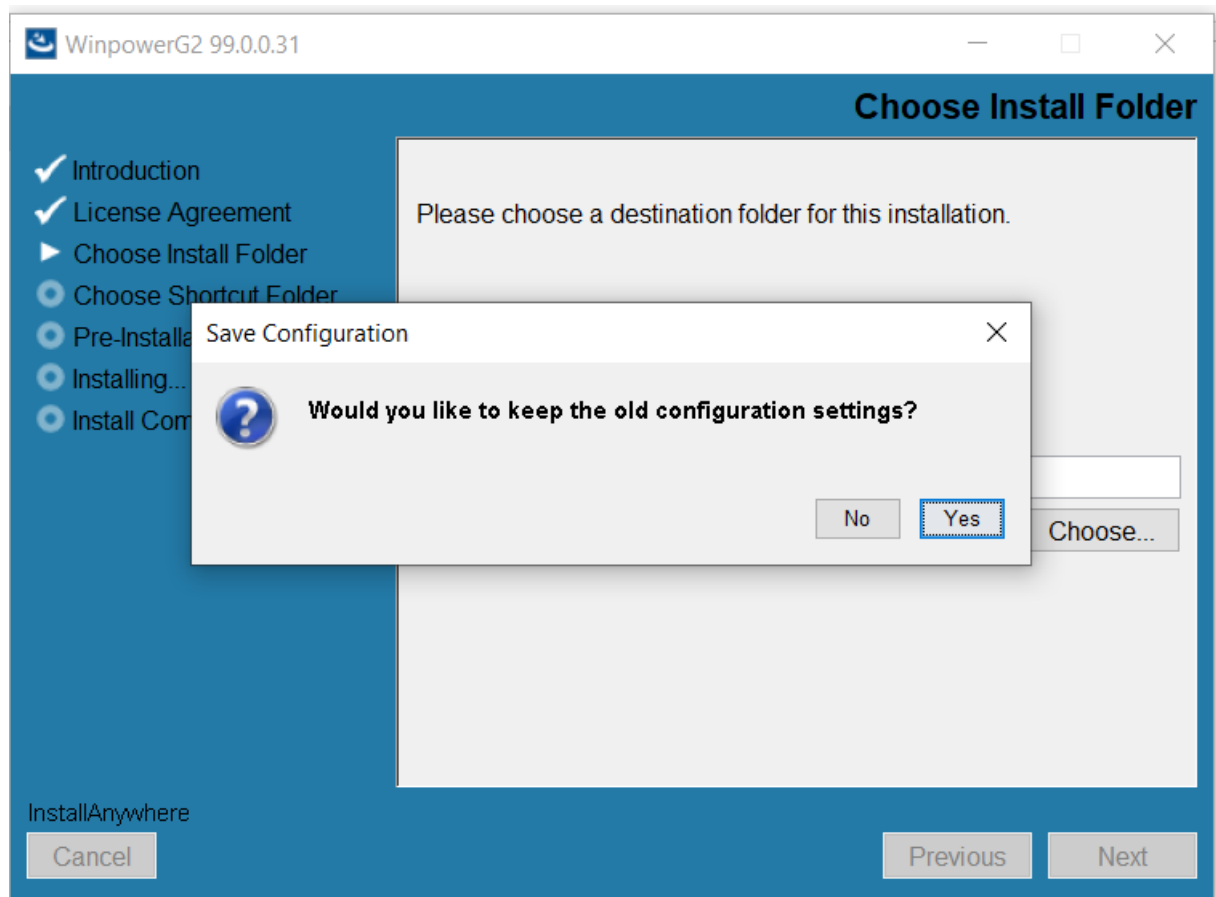 WinpowerG2 99.0.0.31
Choose Install Folder
Introduction
License Agreement
Choose Install Folder
Choose Shortcut Folder
Pre-Installa
Installing...
Install Com
Please choose a destination folder for this installation.
Save Configuration
Would you like to keep the old configuration settings?
No Yes
Choose...
InstallAnywhere
Cancel Previous Next